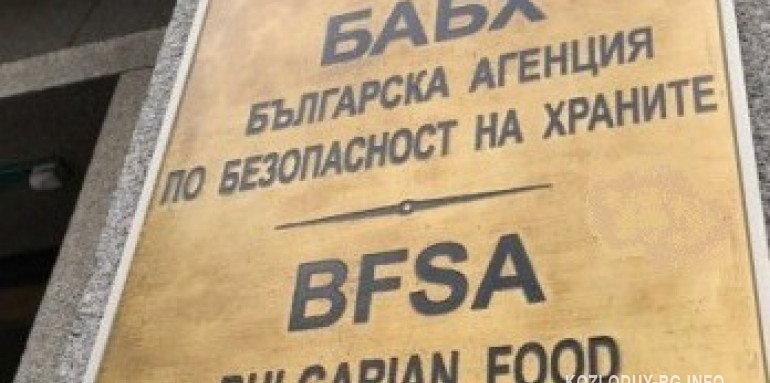 БАБХ
БЪЛГАРСКА АГЕНЦИЯ
ПО БЕЗОПАСНОСТ НА ХРАНИТЕ
BFSA
BULGARIAN FOOD
KOZLODUY-BG.INFO